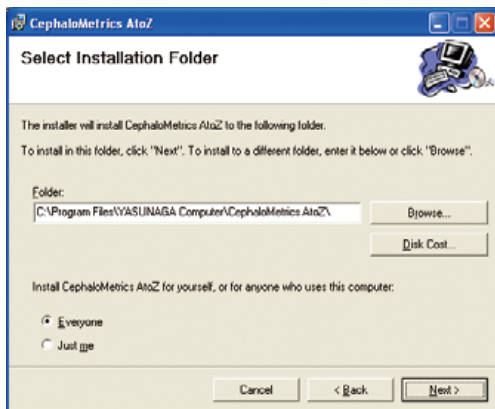 CephaloMetrics AtoZ
Select Installation Folder
The installer will install CephaloMetrics AtoZ to the following folder.
To install in this folder, click "Next". To install to a different folder, enter it below or click "Browse".
Folder:
C:\Program Files\YASUNAGA Computer\CephaloMetrics AtoZ\
Browse...
Disk Cost...
Install CephaloMetrics AtoZ for yourself, or for anyone who uses this computer:
Everyone
Just me
Cancel < Back Next >